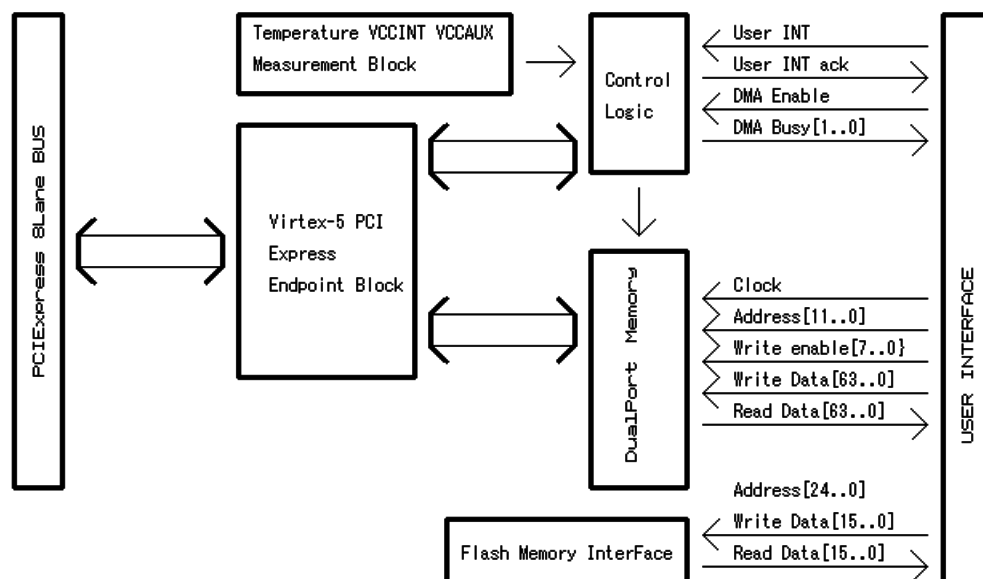 PCIExpress 8Lane BUS
Temperature VCCINT VCCAUX
Measurement Block
Virtex-5 PCI
Express
Endpoint Block
Control
Logic
DualPort Memory
Flash Memory InterFace
User INT
User INT ack
DMA Enable
DMA Busy[1..0]
Clock
Address[11..0]
Write enable[7..0}
Write Data[63..0]
Read Data[63..0]
Address[24..0]
Write Data[15..0]
Read Data[15..0]
USER INTERFACE